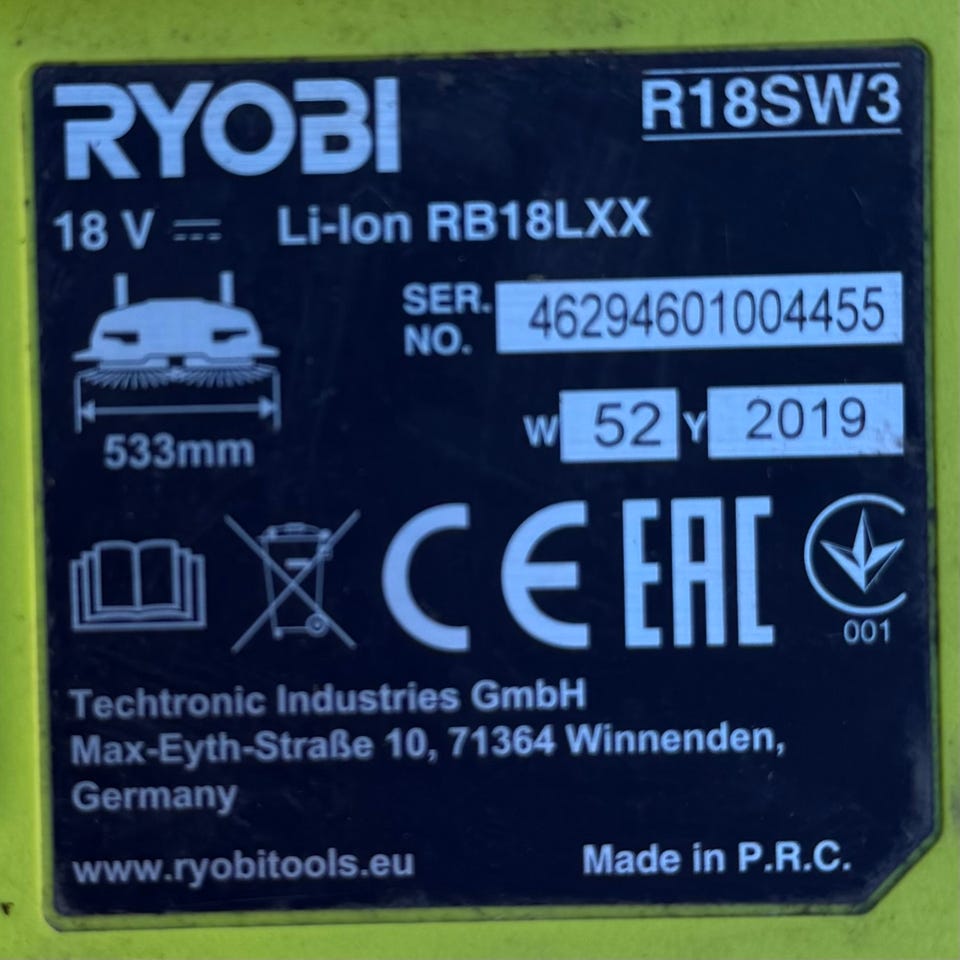 RYOBI R18SW3
18 V Li-Ion RB18LXX
SER. NO. 46294601004455
W 52 Y 2019
533mm
CE EAC
001
Techtronic Industries GmbH
Max-Eyth-Straße 10, 71364 Winnenden,
Germany
www.ryobitools.eu Made in P.R.C.